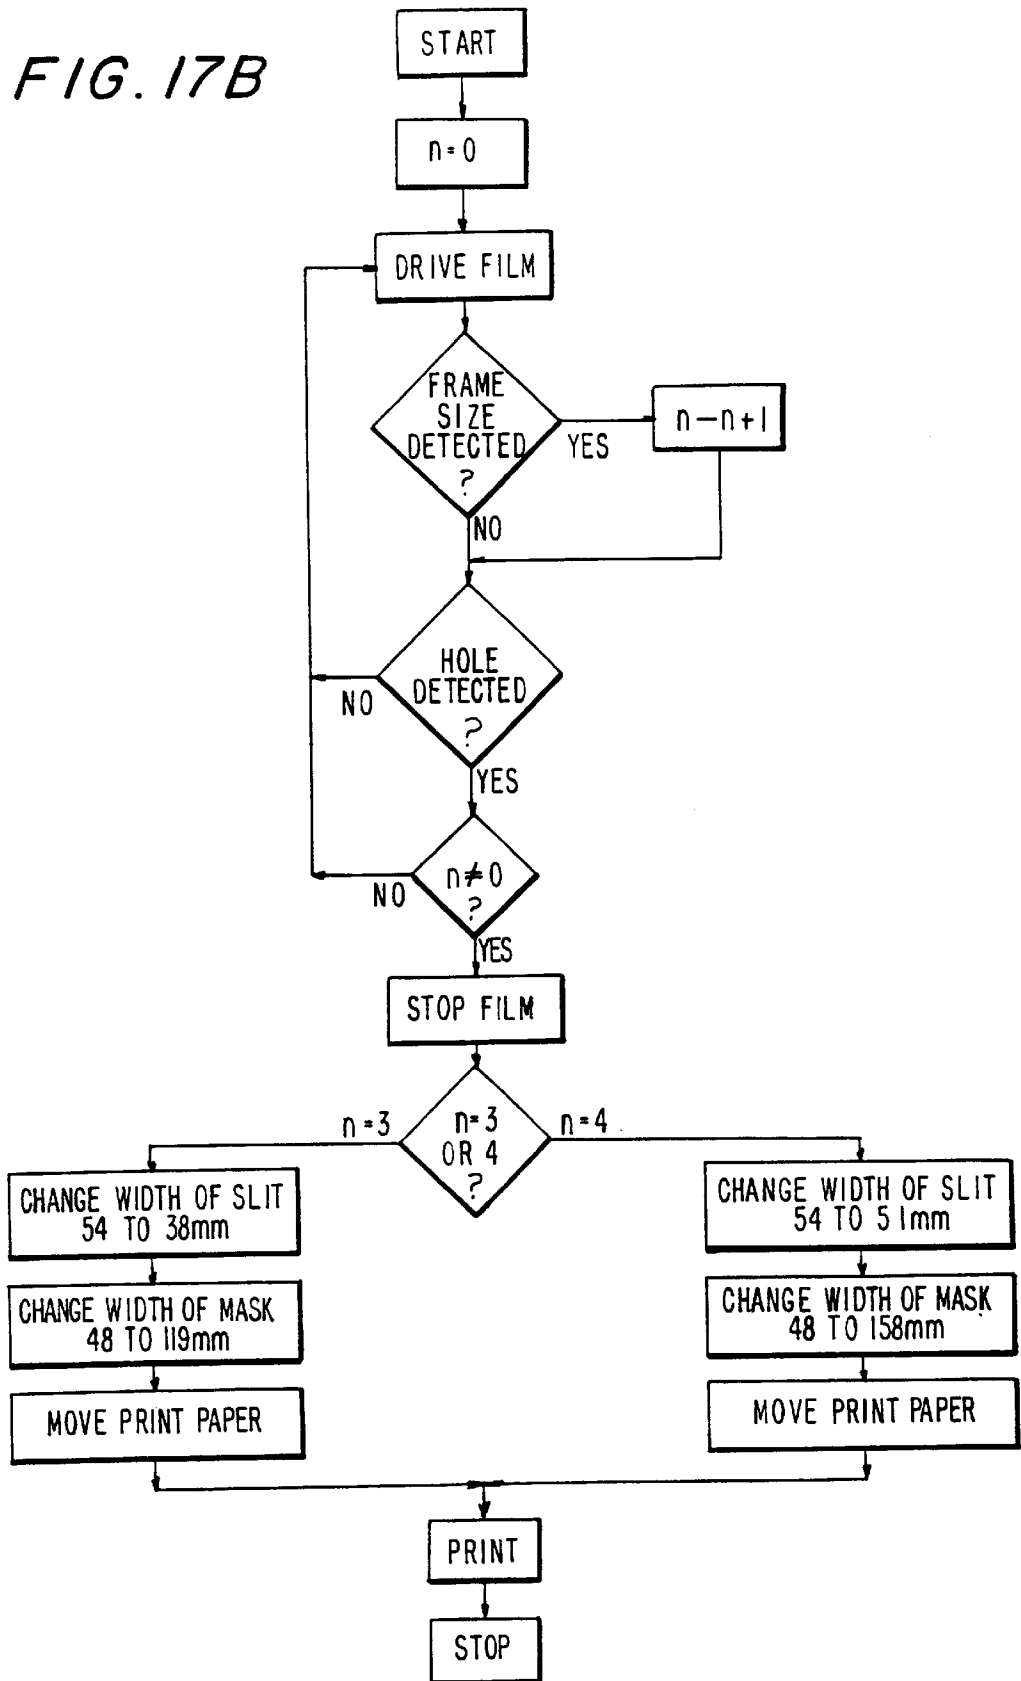 FIG. 17B
START
n=0
DRIVE FILM
FRAME
SIZE
DETECTED
?
YES
n—n+1
NO
HOLE
DETECTED
?
NO
YES
n≠0
?
NO
YES
STOP FILM
n=3
OR 4
?
n=3
n=4
CHANGE WIDTH OF SLIT
54 TO 38mm
CHANGE WIDTH OF MASK
48 TO 119mm
MOVE PRINT PAPER
CHANGE WIDTH OF SLIT
54 TO 51mm
CHANGE WIDTH OF MASK
48 TO 158mm
MOVE PRINT PAPER
PRINT
STOP